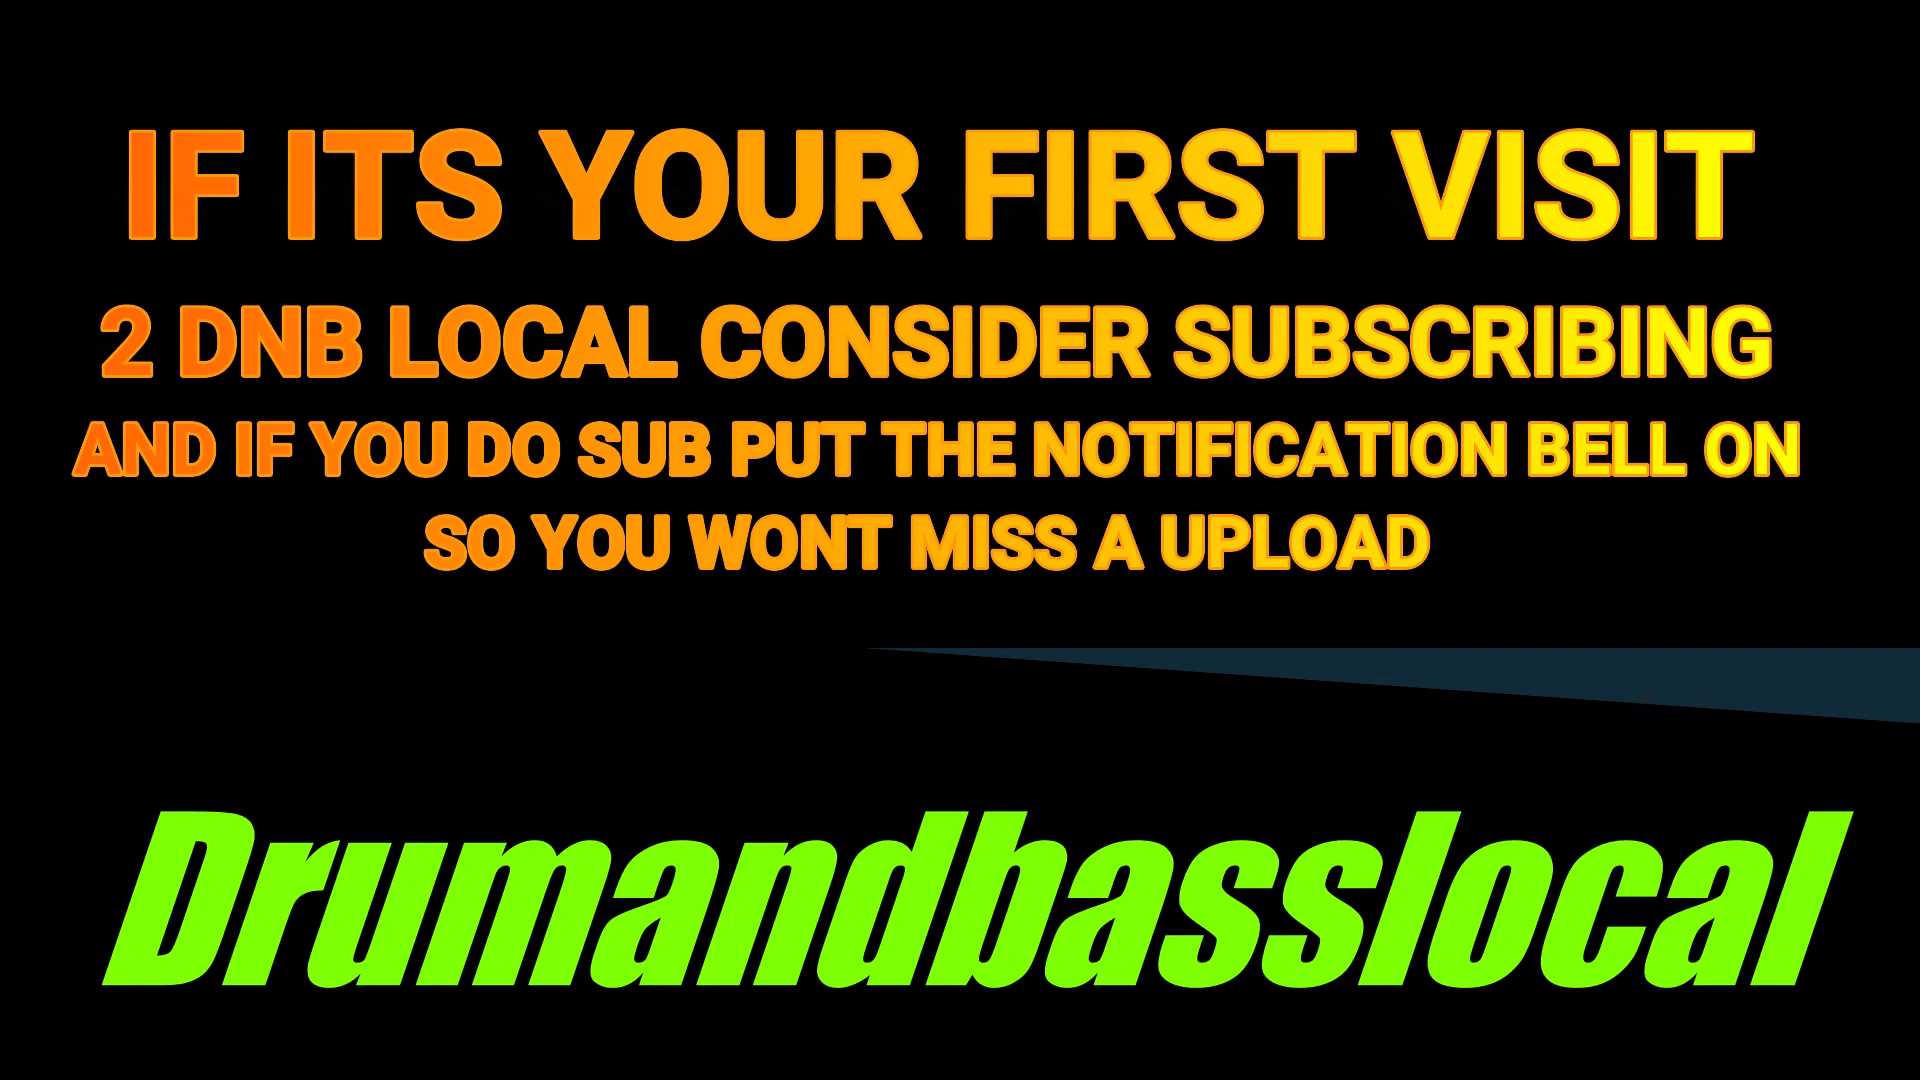 IF ITS YOUR FIRST VISIT
2 DNB LOCAL CONSIDER SUBSCRIBING
AND IF YOU DO SUB PUT THE NOTIFICATION BELL ON
SO YOU WONT MISS A UPLOAD
Drumandbasslocal